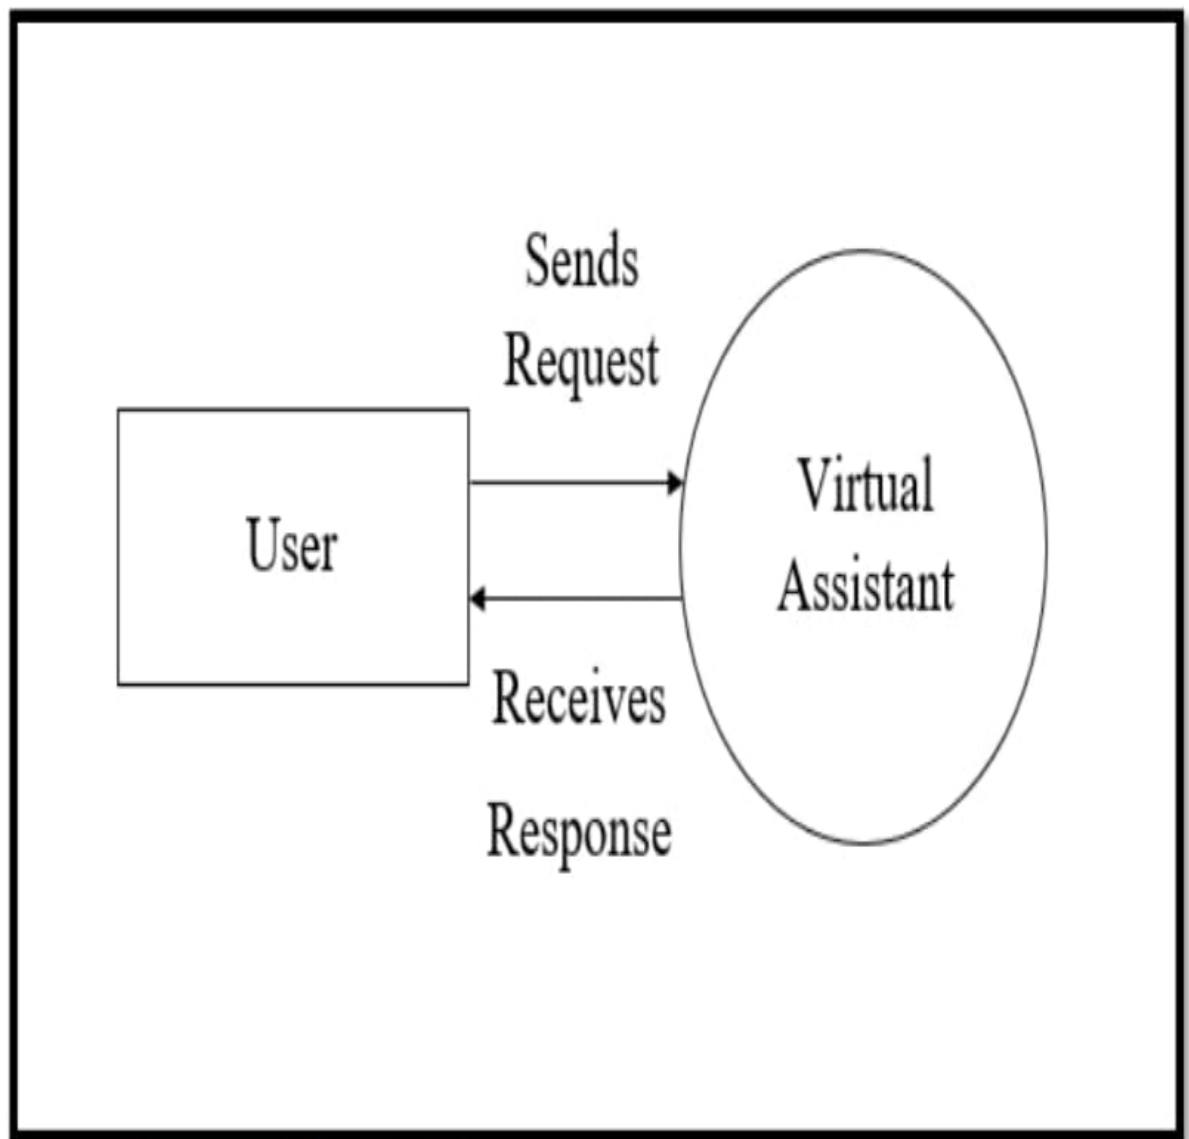 Sends
Request
User
Virtual
Assistant
Receives
Response